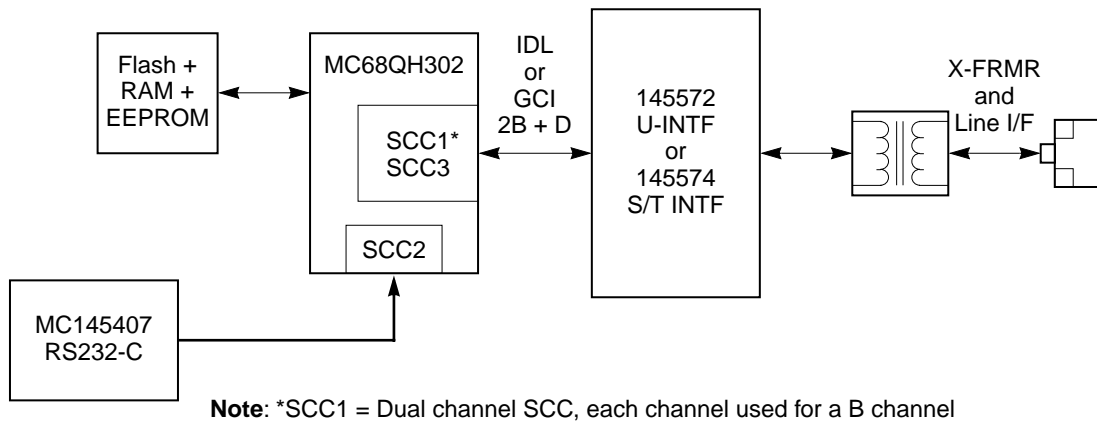 Flash +
RAM +
EEPROM
MC68QH302
SCC1*
SCC3
SCC2
IDL
or
GCI
2B + D
145572
U-INTF
or
145574
S/T INTF
X-FRMR
and
Line I/F
MC145407
RS232-C
Note: *SCC1 = Dual channel SCC, each channel used for a B channel